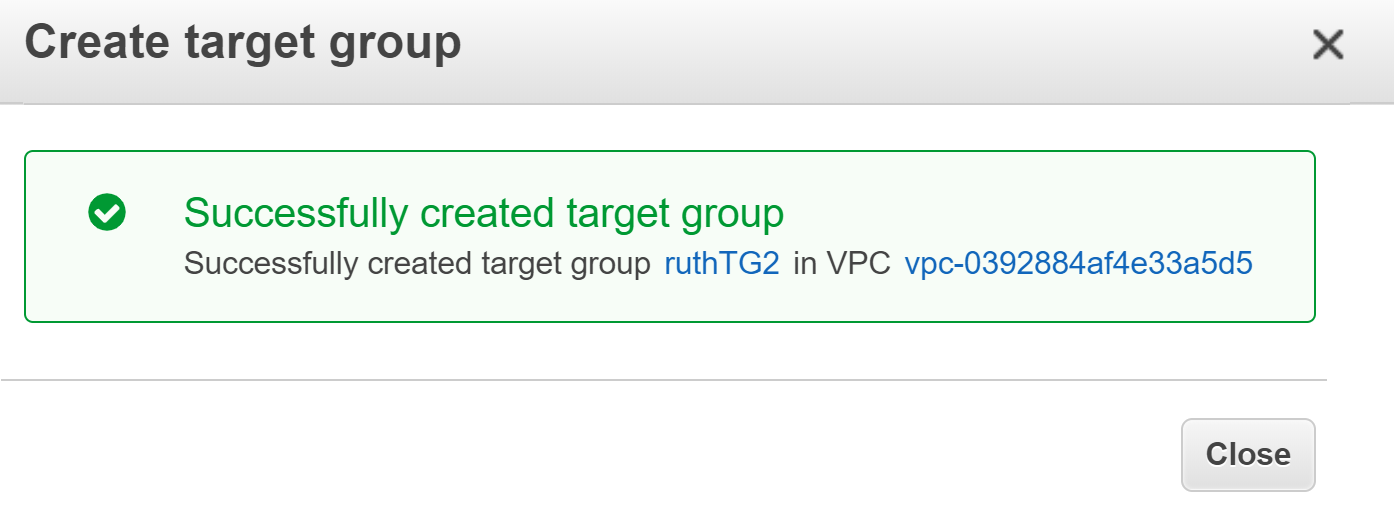 Create target group
Successfully created target group
Successfully created target group ruthTG2 in VPC vpc-0392884af4e33a5d5
Close